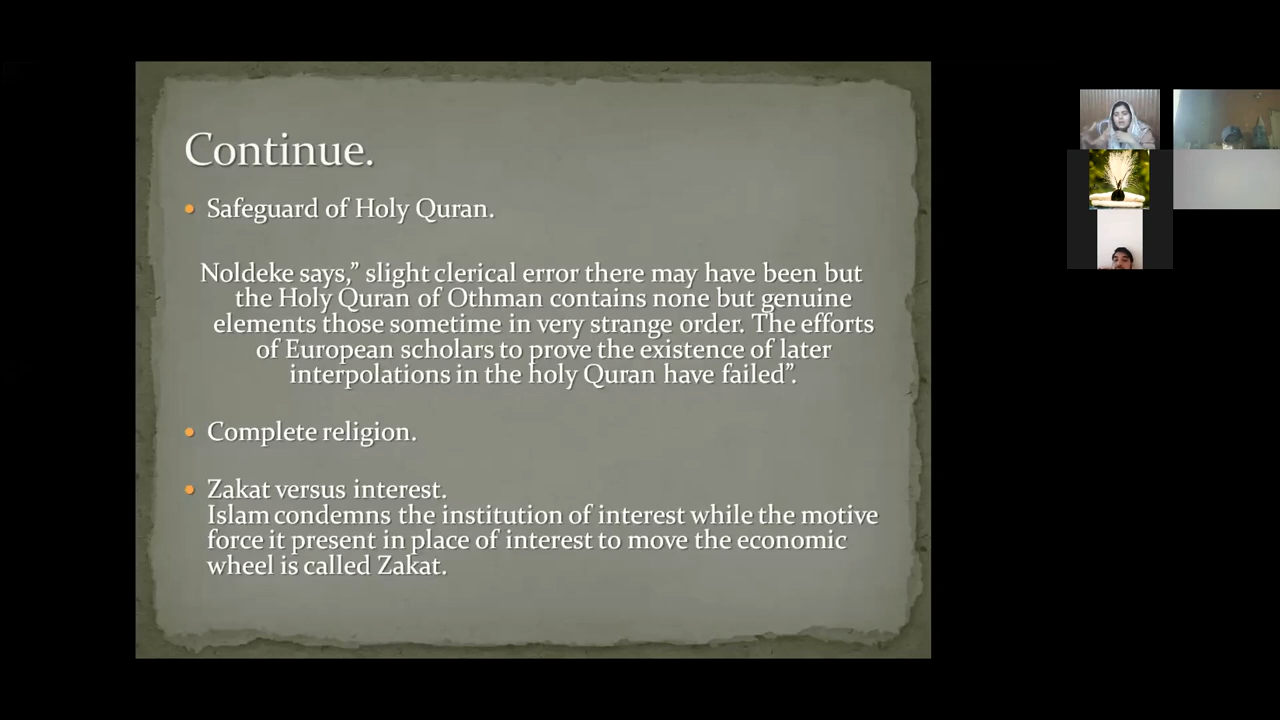 Continue.
• Safeguard of Holy Quran.
Noldeke says,” slight clerical error there may have been but
the Holy Quran of Othman contains none but genuine
elements those sometime in very strange order. The efforts
of European scholars to prove the existence of later
interpolations in the holy Quran have failed”.
• Complete religion.
• Zakat versus interest.
Islam condemns the institution of interest while the motive
force it present in place of interest to move the economic
wheel is called Zakat.